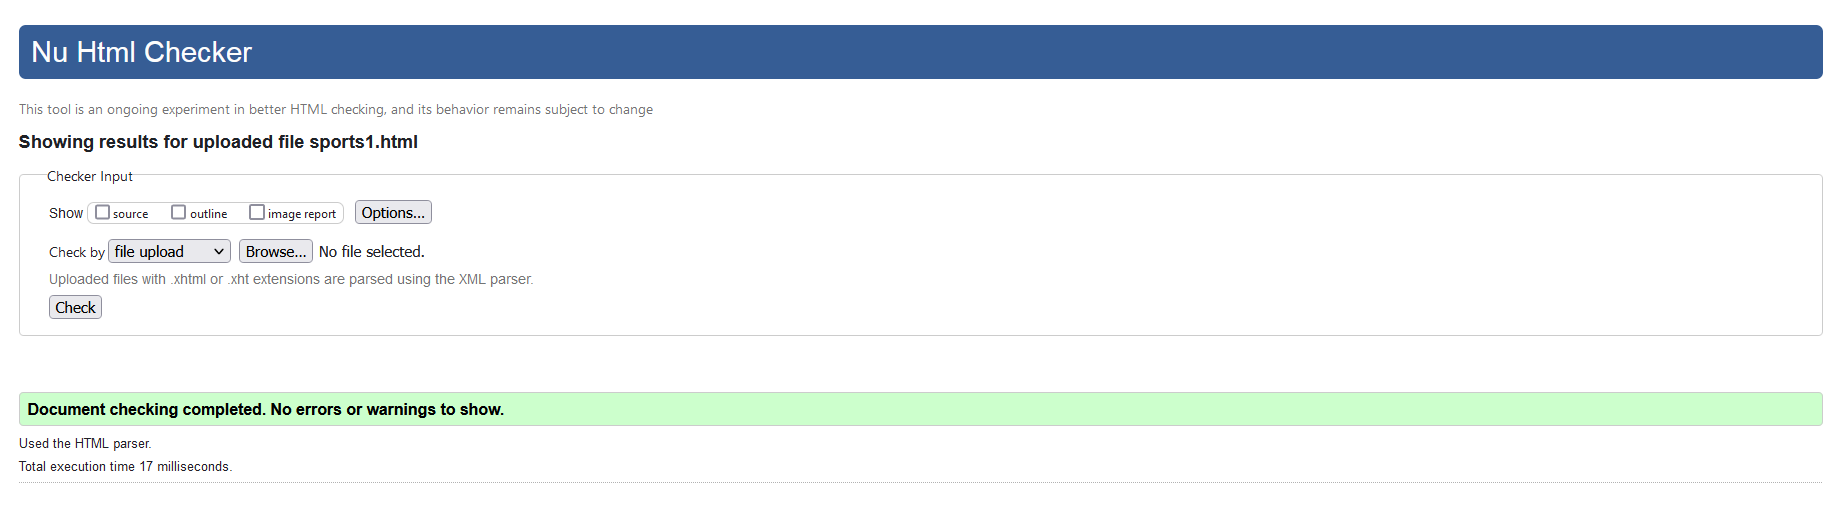 Nu Html Checker
This tool is an ongoing experiment in better HTML checking, and its behavior remains subject to change
Showing results for uploaded file sports1.html
Checker Input
Show source outline image report Options...
Check by file upload Browse... No file selected.
Uploaded files with .xhtml or .xht extensions are parsed using the XML parser.
Check
Document checking completed. No errors or warnings to show.
Used the HTML parser.
Total execution time 17 milliseconds.